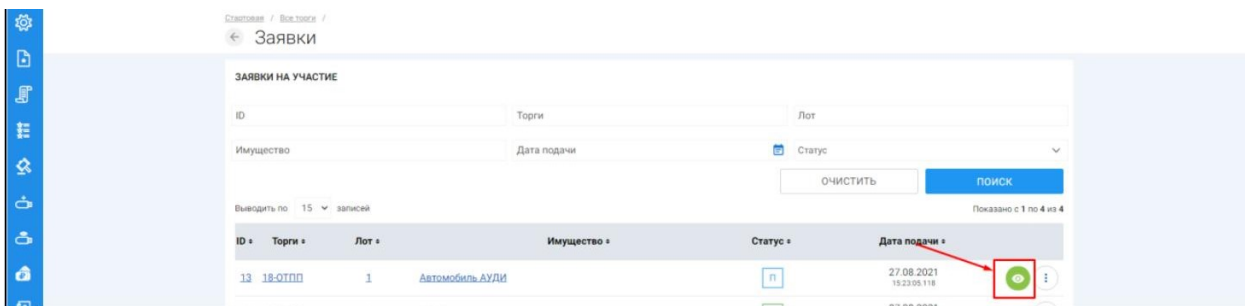 Стартовая / Все торги /
Заявки
ЗАЯВКИ НА УЧАСТИЕ
ID Торги Лот
Имущество Дата подачи Статус
ОЧИСТИТЬ ПОИСК
Выводить по 15 записей Показано с 1 по 4 из 4
ID Торги Лот Имущество Статус Дата подачи
13 18-ОТПП 1 Автомобиль АУДИ П 27.08.2021
15:23:05.118